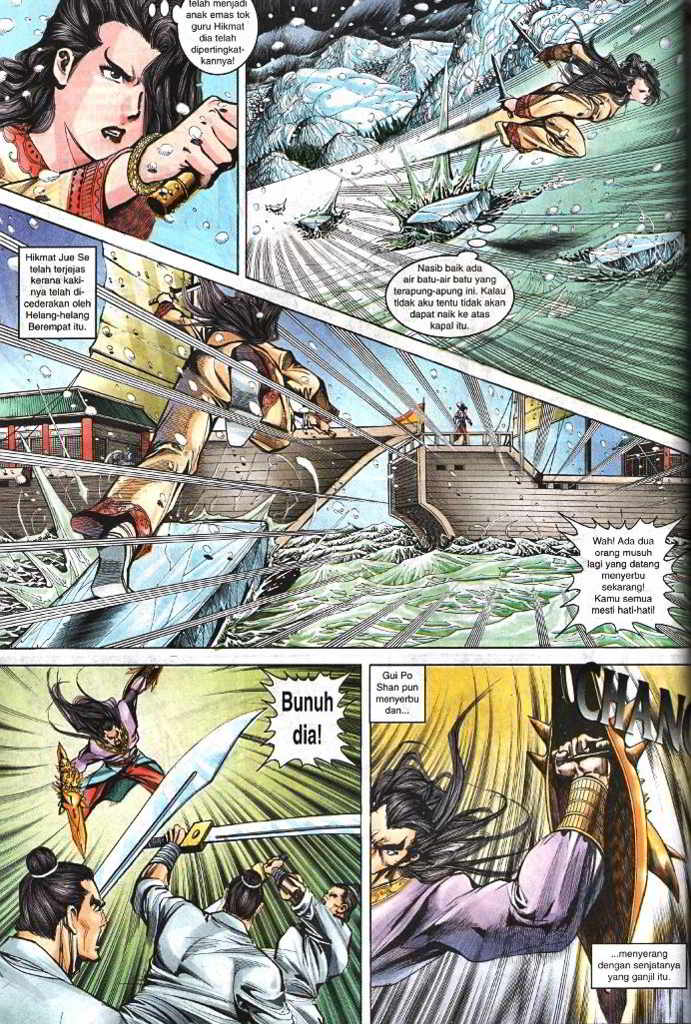 telah menjadi
anak emas tok
guru Hikmat
dia telah
dipertingkat-
kannya!
Nasib baik ada
air batu-air batu yang
terapung-apung ini. Kalau
tidak aku tentu tidak akan
dapat naik ke atas
kapal itu.
Hikmat Jue Se
telah terjejas
kerana kaki-
nya telah di-
cederakan oleh
Helang-helang
Berempat itu.
Wah! Ada dua
orang musuh
lagi yang datang
menyerbu
sekarang!
Kamu semua
mesti hati-hati!
Bunuh
dia!
Gui Po
Shan pun
menyerbu
dan...
CHANG
...menyerang
dengan senjatanya
yang ganjil itu.